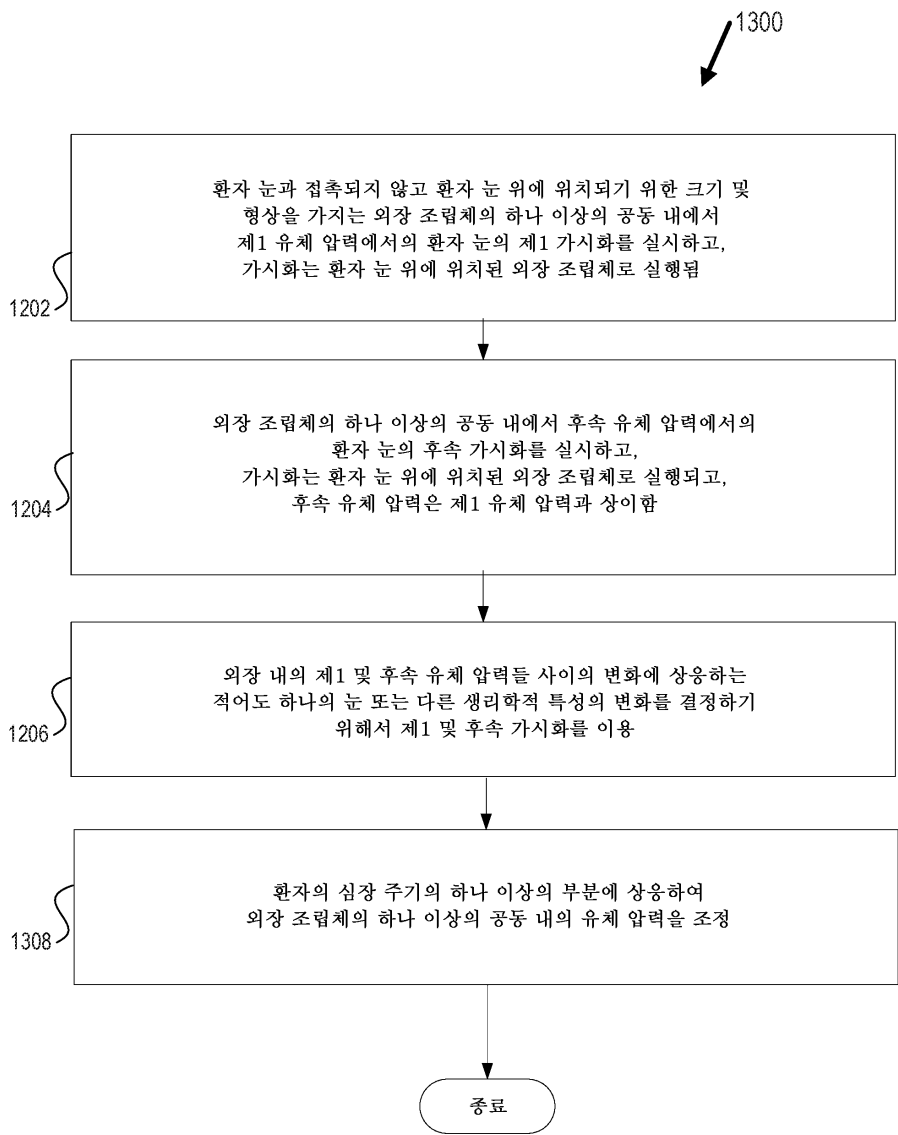 1300
환자 눈과 접촉되지 않고 환자 눈 위에 위치되기 위한 크기 및
형상을 가지는 외장 조립체의 하나 이상의 공동 내에서
제1 유체 압력에서의 환자 눈의 제1 가시화를 실시하고,
가시화는 환자 눈 위에 위치된 외장 조립체로 실행됨
1202
외장 조립체의 하나 이상의 공동 내에서 후속 유체 압력에서의
환자 눈의 후속 가시화를 실시하고,
가시화는 환자 눈 위에 위치된 외장 조립체로 실행되고,
후속 유체 압력은 제1 유체 압력과 상이함
1204
외장 내의 제1 및 후속 유체 압력들 사이의 변화에 상응하는
적어도 하나의 눈 또는 다른 생리학적 특성의 변화를 결정하기
위해서 제1 및 후속 가시화를 이용
1206
환자의 심장 주기의 하나 이상의 부분에 상응하여
외장 조립체의 하나 이상의 공동 내의 유체 압력을 조정
1308
종료